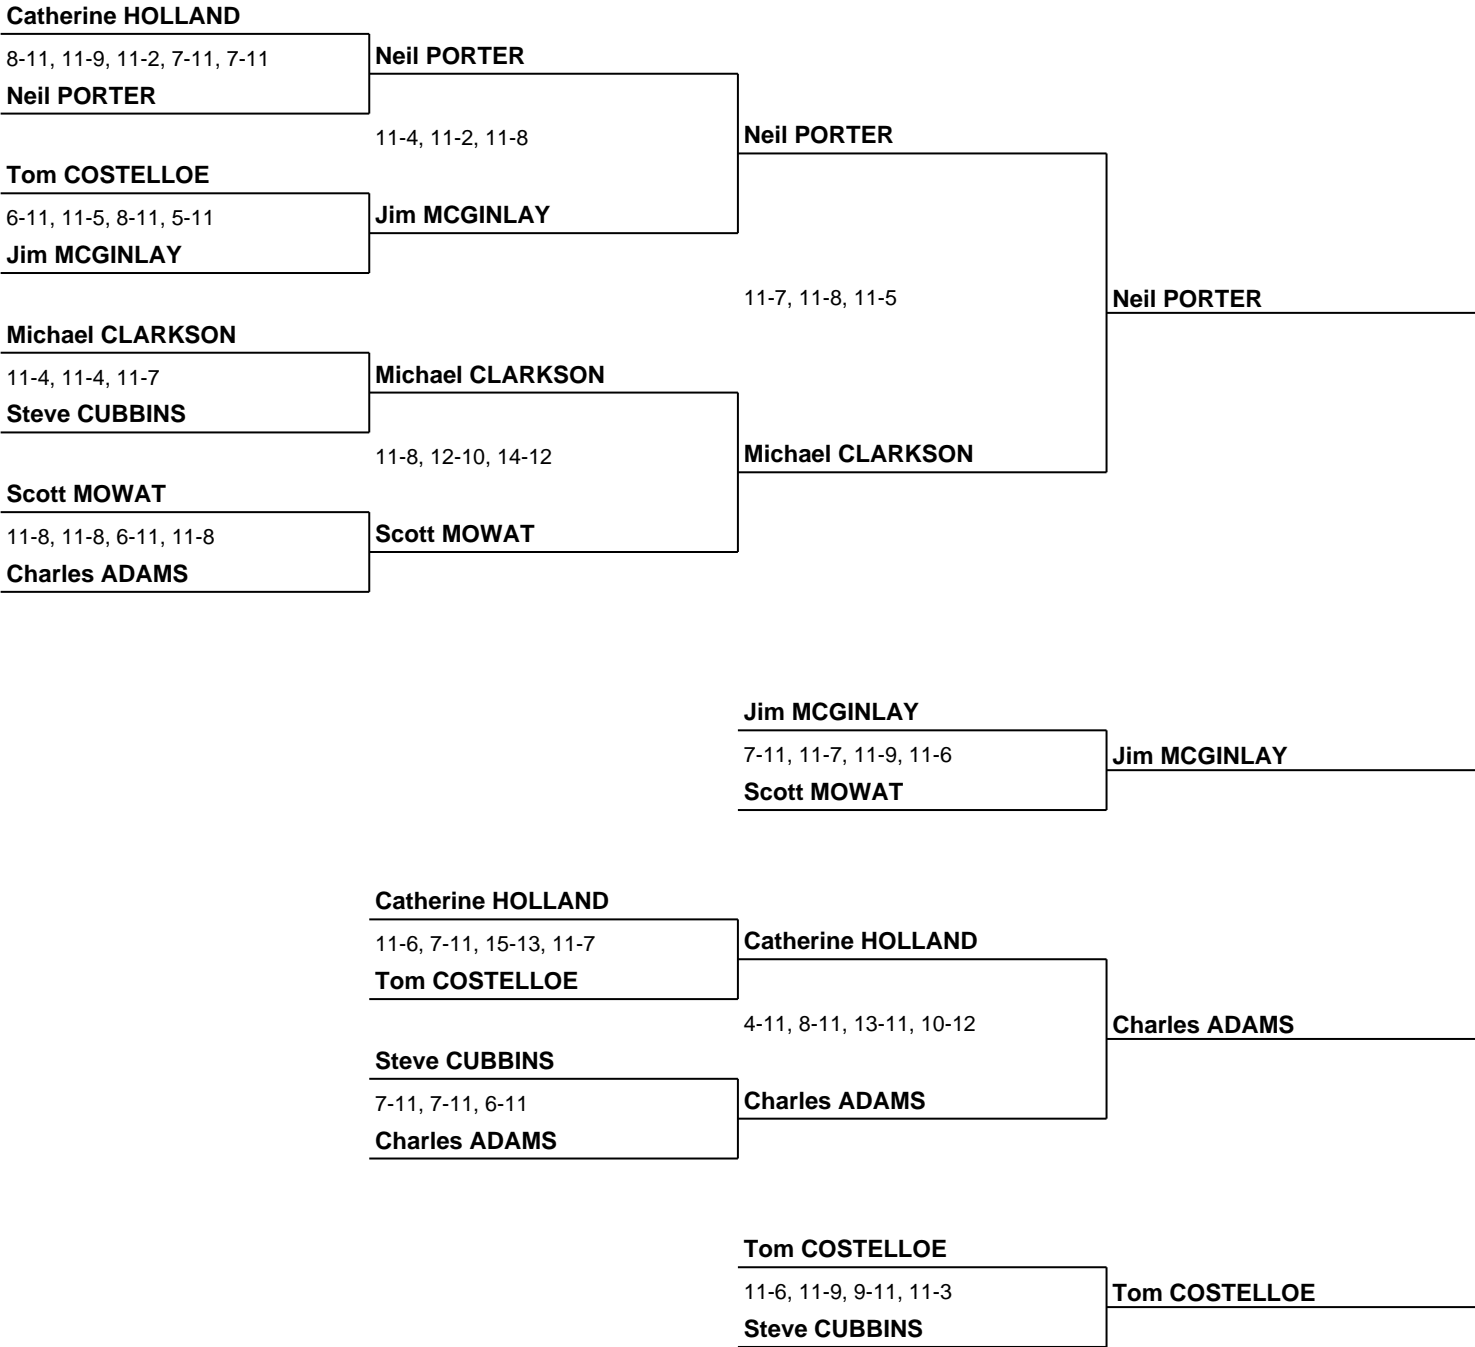 Catherine HOLLAND
8-11, 11-9, 11-2, 7-11, 7-11
Neil PORTER
Neil PORTER
11-4, 11-2, 11-8
Neil PORTER
Tom COSTELLOE
6-11, 11-5, 8-11, 5-11
Jim MCGINLAY
Jim MCGINLAY
11-7, 11-8, 11-5
Neil PORTER
Michael CLARKSON
11-4, 11-4, 11-7
Steve CUBBINS
Michael CLARKSON
11-8, 12-10, 14-12
Michael CLARKSON
Scott MOWAT
11-8, 11-8, 6-11, 11-8
Charles ADAMS
Scott MOWAT
Jim MCGINLAY
7-11, 11-7, 11-9, 11-6
Scott MOWAT
Jim MCGINLAY
Catherine HOLLAND
11-6, 7-11, 15-13, 11-7
Tom COSTELLOE
Catherine HOLLAND
4-11, 8-11, 13-11, 10-12
Charles ADAMS
Steve CUBBINS
7-11, 7-11, 6-11
Charles ADAMS
Charles ADAMS
Tom COSTELLOE
11-6, 11-9, 9-11, 11-3
Steve CUBBINS
Tom COSTELLOE